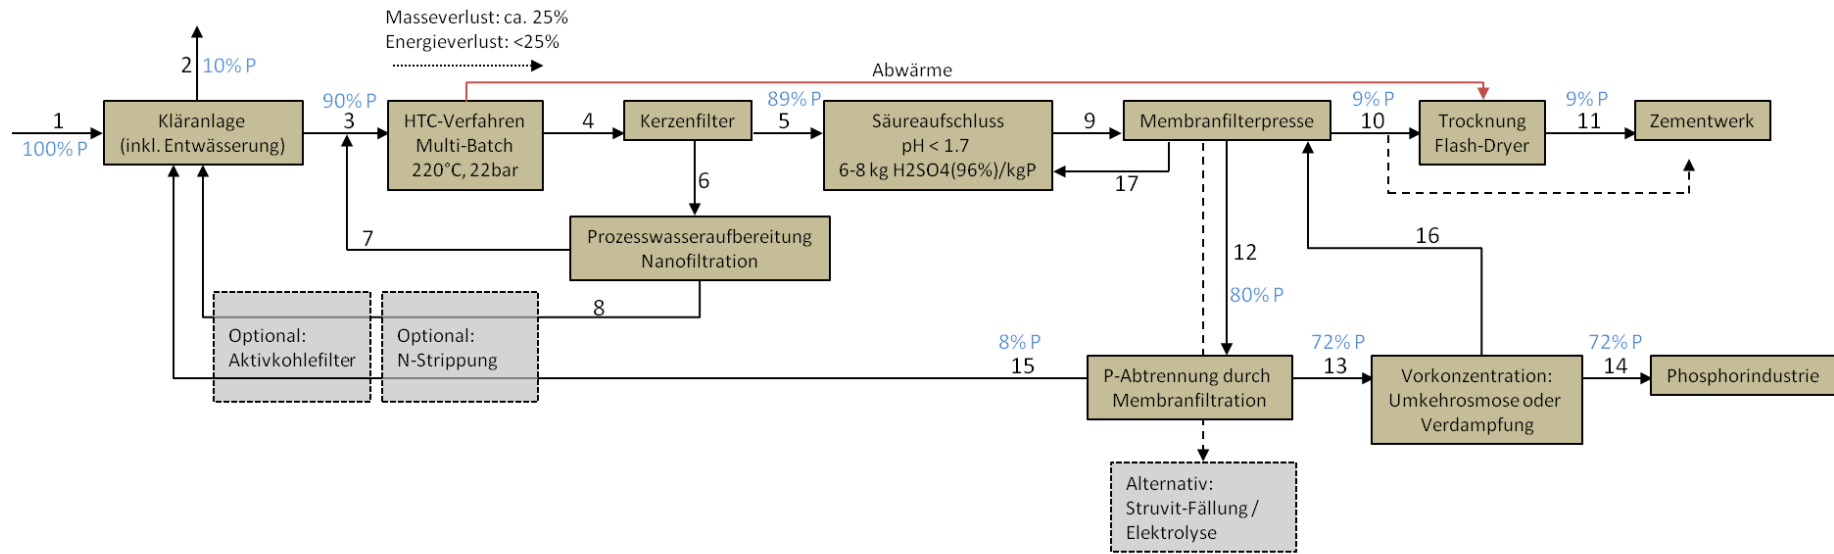 Masseverlust: ca. 25%
Energieverlust: <25%
Abwärme
2
10% P
1
100% P
Kläranlage
(inkl. Entwässerung)
90% P
3
HTC-Verfahren
Multi-Batch
220°C, 22bar
4
Kerzenfilter
89% P
5
Säureaufschluss
pH < 1.7
6-8 kg H2SO4(96%)/kgP
9
Membranfilterpresse
9% P
10
Trocknung
Flash-Dryer
9% P
11
Zementwerk
6
17
7
Prozesswasseraufbereitung
Nanofiltration
12
16
80% P
8
Optional:
Aktivkohlefilter
Optional:
N-Strippung
8% P
15
P-Abtrennung durch
Membranfiltration
72% P
13
Vorkonzentration:
Umkehrosmose oder
Verdampfung
72% P
14
Phosphorindustrie
Alternativ:
Struvit-Fällung /
Elektrolyse